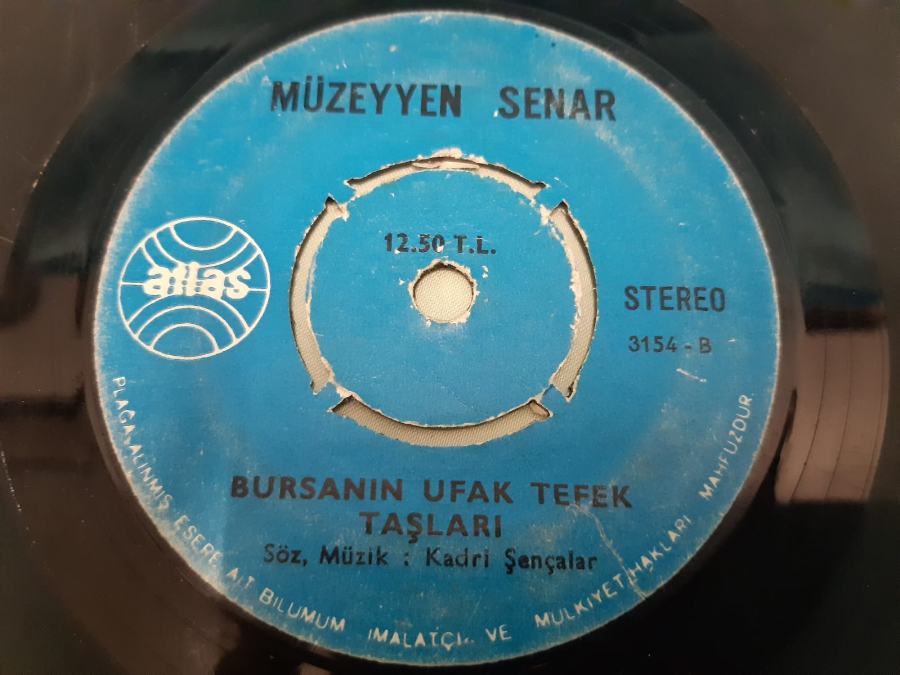 MÜZEYYEN SENAR
12.50 T.L.
atlas
STEREO
3154 - B
BURSANIN UFAK TEFEK
TAŞLARI
Söz, Müzik : Kadri Şençalar
PLAĞA ALINMIŞ ESERE AİT BİLUMUM İMALATÇI VE MÜLKİYET HAKLARI MAHFUZDUR.